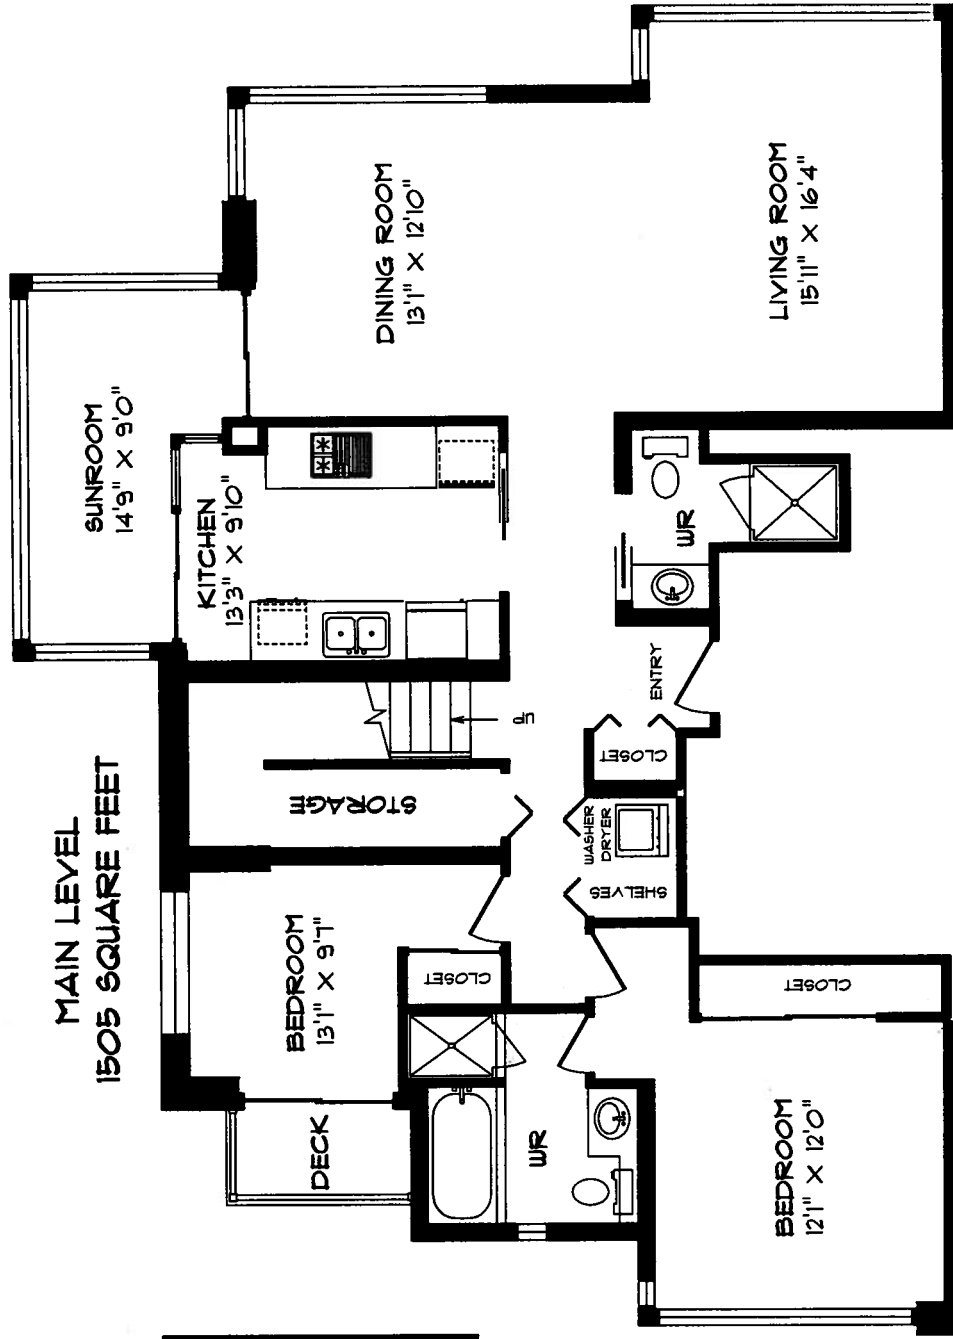 MAIN LEVEL
1505 SQUARE FEET
SUNROOM
14'9" X 9'0"
KITCHEN
13'3" X 9'10"
DINING ROOM
13'1" X 12'10"
LIVING ROOM
15'11" X 16'4"
WR
ENTRY
CLOSET
UP
STORAGE
WASHER
DRYER
SHELVES
BEDROOM
13'1" X 9'7"
CLOSET
DECK
WR
BEDROOM
12'1" X 12'0"
CLOSET